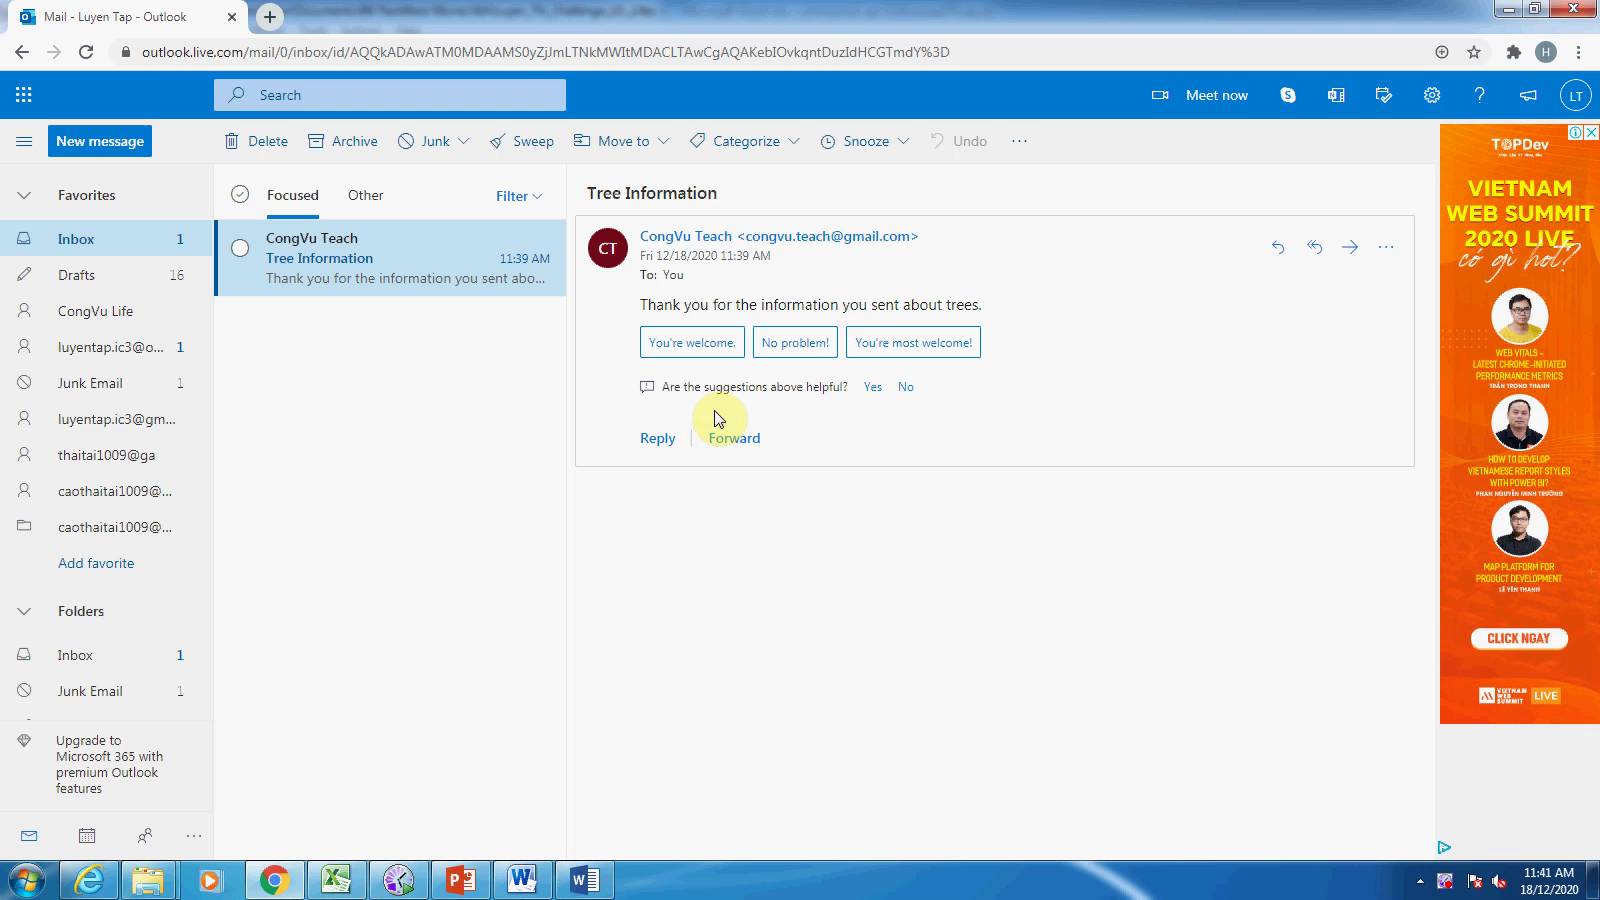 Mail - Luyen Tap - Outlook
outlook.live.com/mail/0/inbox/id/AQQkADAwATM0MDAAMS0yZjJmLTNkMWItMDACLTAwCgAQAKebIOvkqntDuzIdHCGTmdY%3D
H
Search
Meet now
LT
New message
Delete
Archive
Junk
Sweep
Move to
Categorize
Snooze
Undo
Favorites
Inbox 1
Drafts 16
CongVu Life
luyentap.ic3@o... 1
Junk Email 1
luyentap.ic3@gm...
thaitai1009@ga
caothaitai1009@...
caothaitai1009@...
Add favorite
Folders
Inbox 1
Junk Email 1
Upgrade to
Microsoft 365 with
premium Outlook
features
Focused
Other
Filter
CongVu Teach
Tree Information 11:39 AM
Thank you for the information you sent abo...
Tree Information
CT
CongVu Teach <congvu.teach@gmail.com>
Fri 12/18/2020 11:39 AM
To: You
Thank you for the information you sent about trees.
You're welcome.
No problem!
You're most welcome!
Are the suggestions above helpful? Yes No
Reply
Forward
TOPDev
VIETNAM
WEB SUMMIT
2020 LIVE
có gì hot?
WEB VITALS –
LATEST CHROME-INITIATED
PERFORMANCE METRICS
TRẦN TRỌNG THANH
HOW TO DEVELOP
VIETNAMESE REPORT STYLES
WITH POWER BI?
PHAN NGUYỄN MINH TRƯỜNG
MAP PLATFORM FOR
PRODUCT DEVELOPMENT
LÊ YÊN THANH
CLICK NGAY
VIETNAM
WEB
SUMMIT
LIVE
11:41 AM
18/12/2020